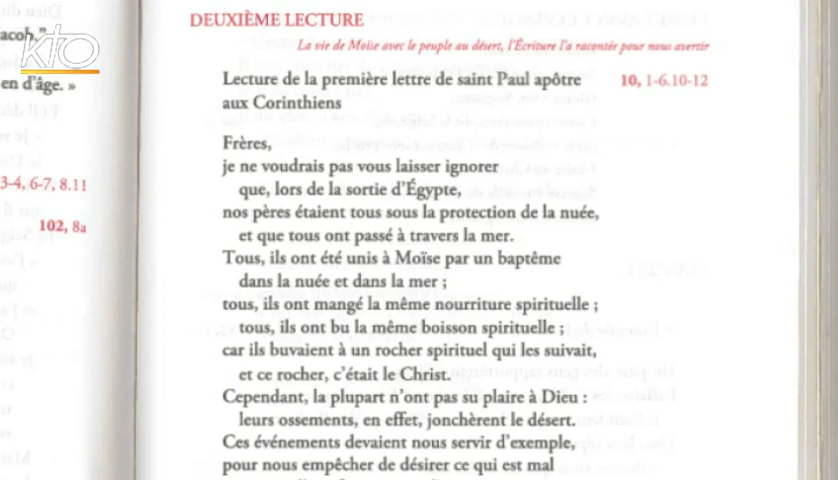 acob."
en d'âge. »
3-4, 6-7, 8.11
102, 8a
kto
DEUXIÈME LECTURE
La vie de Moïse avec le peuple au désert, l'Écriture l'a racontée pour nous avertir
Lecture de la première lettre de saint Paul apôtre 10, 1-6.10-12
aux Corinthiens
Frères,
je ne voudrais pas vous laisser ignorer
que, lors de la sortie d'Égypte,
nos pères étaient tous sous la protection de la nuée,
et que tous ont passé à travers la mer.
Tous, ils ont été unis à Moïse par un baptême
dans la nuée et dans la mer ;
tous, ils ont mangé la même nourriture spirituelle ;
tous, ils ont bu la même boisson spirituelle ;
car ils buvaient à un rocher spirituel qui les suivait,
et ce rocher, c'était le Christ.
Cependant, la plupart n'ont pas su plaire à Dieu :
leurs ossements, en effet, jonchèrent le désert.
Ces événements devaient nous servir d'exemple,
pour nous empêcher de désirer ce qui est mal